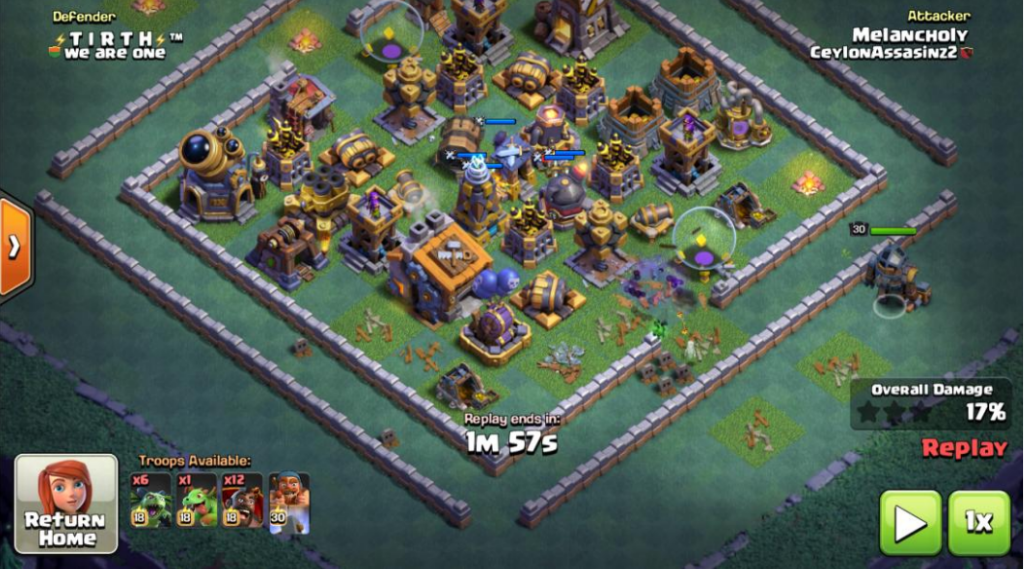 Defender
⚡T I R T H⚡™
we are one
Attacker
Melancholy
CeylonAssasinz2
30
Overall Damage
17%
Replay ends in:
1M 57s
Replay
Troops Available:
x6
x1
x12
18
18
18
30
Return
Home
1x